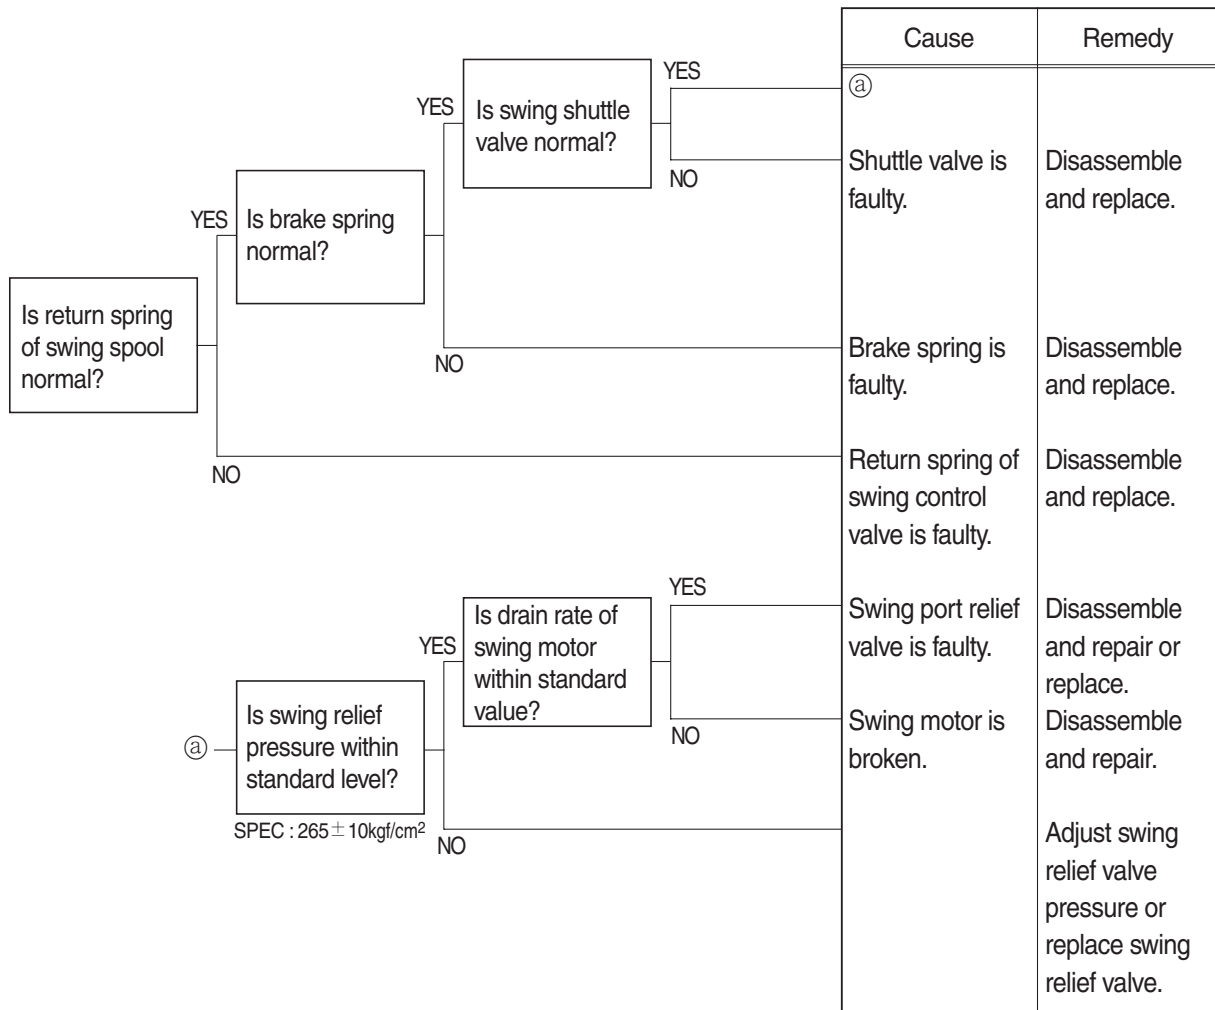 Cause
Remedy
YES
ⓐ
YES
Is swing shuttle
valve normal?
NO
Shuttle valve is
faulty.
Disassemble
and replace.
YES
Is brake spring
normal?
Is return spring
of swing spool
normal?
NO
Brake spring is
faulty.
Disassemble
and replace.
NO
Return spring of
swing control
valve is faulty.
Disassemble
and replace.
YES
Is drain rate of
swing motor
within standard
value?
Swing port relief
valve is faulty.
Disassemble
and repair or
replace.
YES
NO
Swing motor is
broken.
Disassemble
and repair.
ⓐ
Is swing relief
pressure within
standard level?
SPEC : 265±10kgf/cm²
NO
Adjust swing
relief valve
pressure or
replace swing
relief valve.